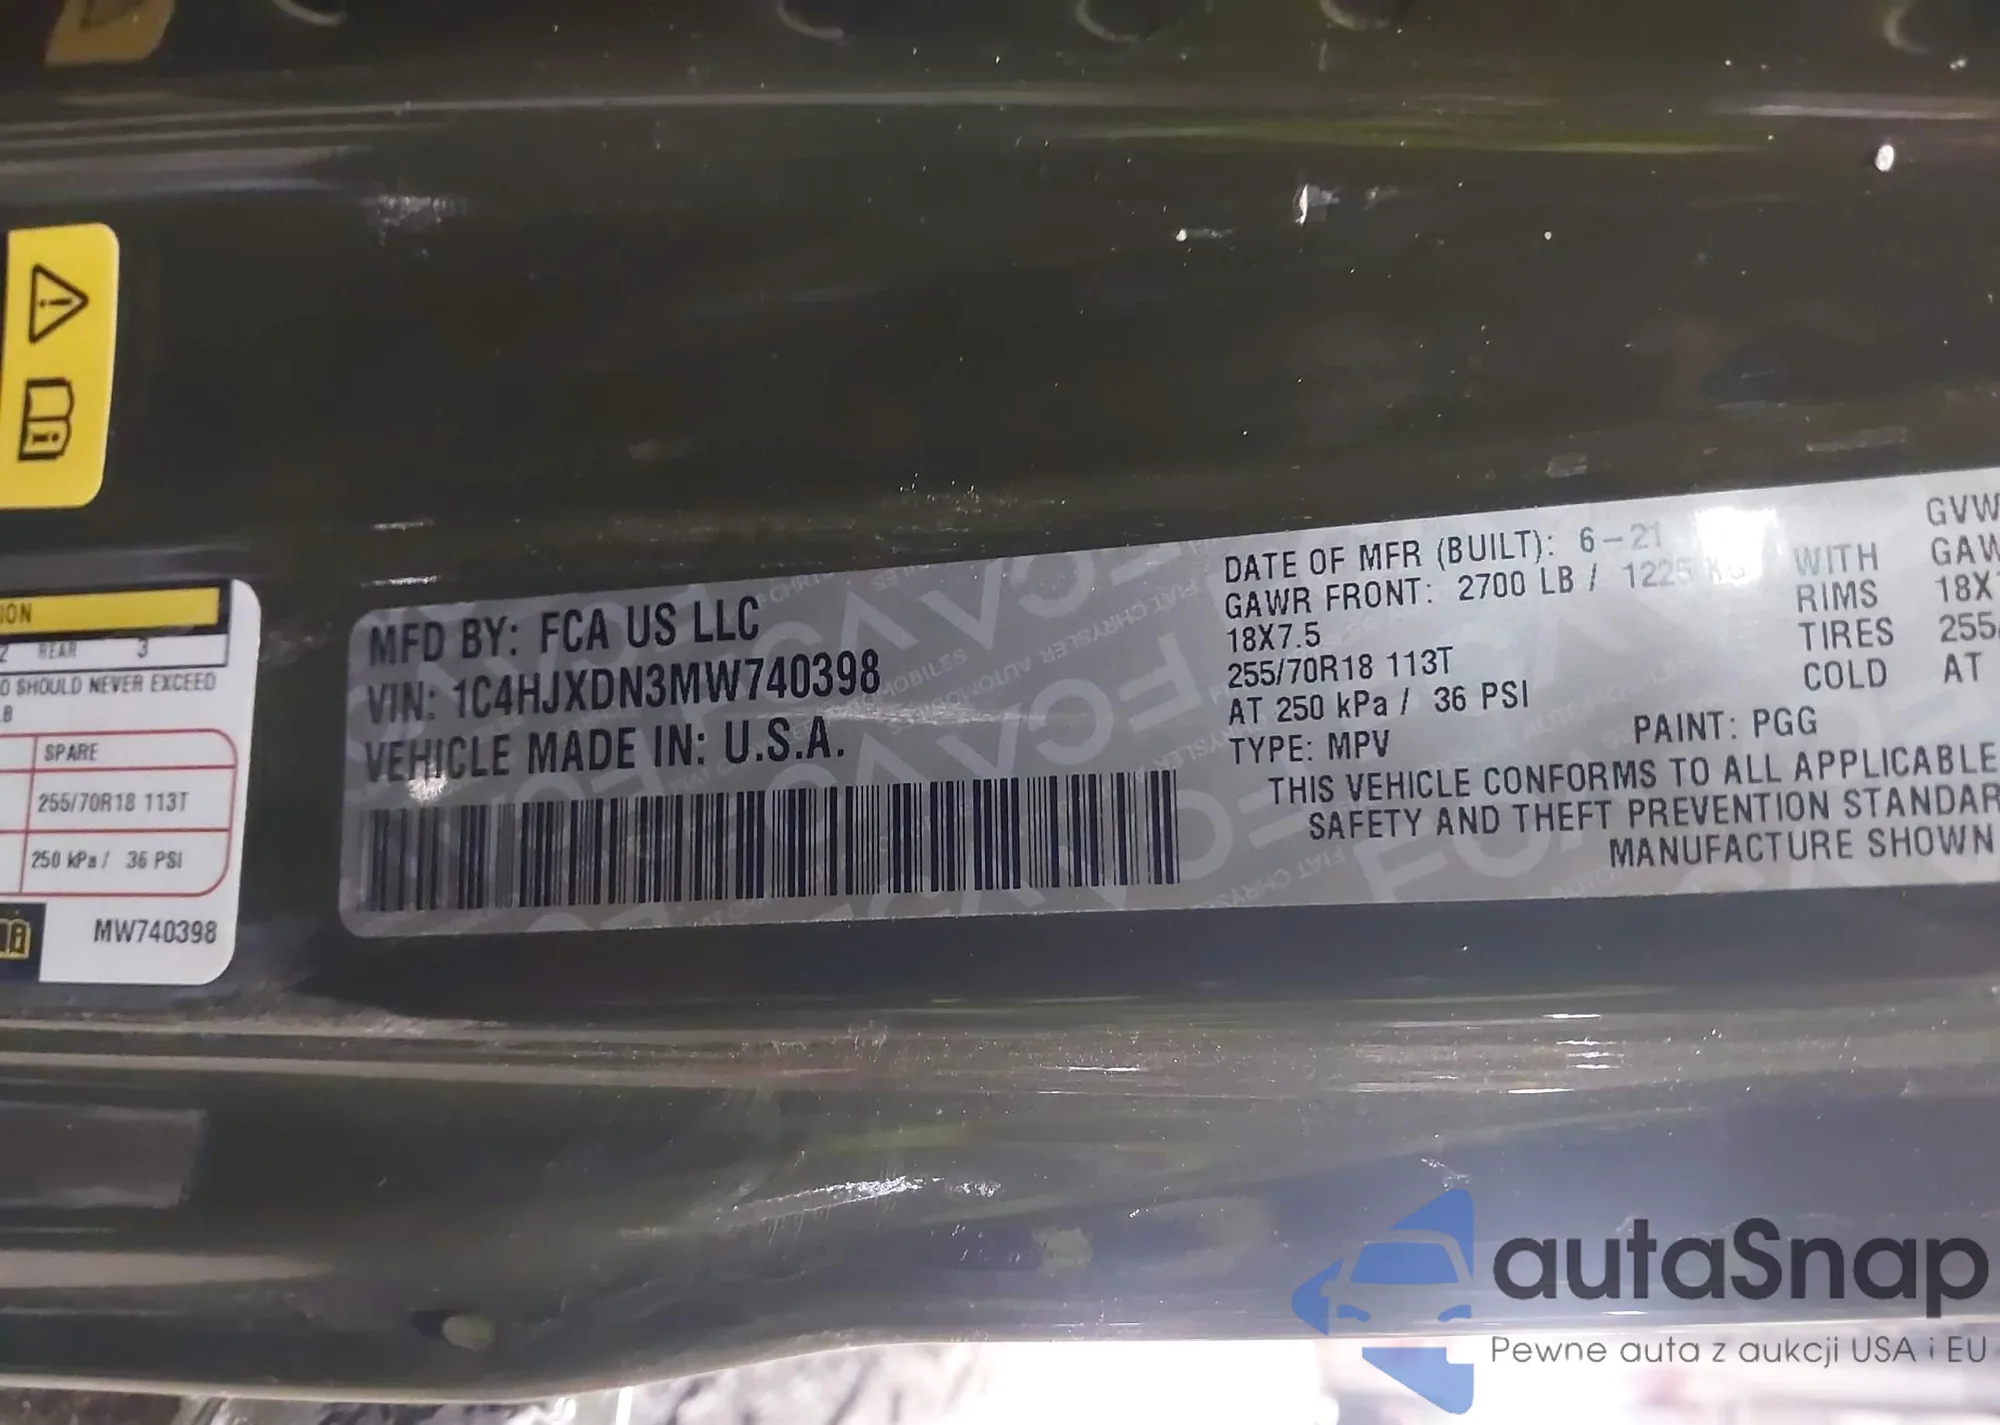 ION
2 REAR 3
O SHOULD NEVER EXCEED
LB
SPARE
255/70R18 113T
250 kPa / 36 PSI
MW740398
MFD BY: FCA US LLC
VIN: 1C4HJXDN3MW740398
VEHICLE MADE IN: U.S.A.
DATE OF MFR (BUILT): 6-21
GAWR FRONT: 2700 LB / 1225 KG
18X7.5
255/70R18 113T
AT 250 kPa / 36 PSI
TYPE: MPV
PAINT: PGG
WITH
RIMS
TIRES
COLD
GVW
GAW
18X7
255/
AT
THIS VEHICLE CONFORMS TO ALL APPLICABLE
SAFETY AND THEFT PREVENTION STANDAR
MANUFACTURE SHOWN
autaSnap
Pewne auta z aukcji USA i EU